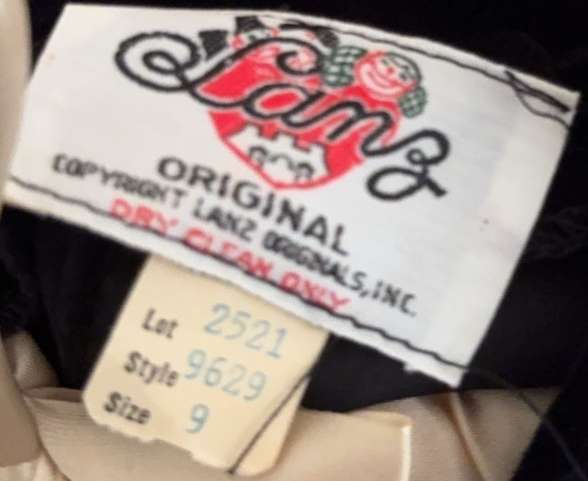 Lanz
ORIGINAL
COPYRIGHT LANZ ORIGINALS, INC.
DRY CLEAN ONLY
Lot 2521
Style 9629
Size 9